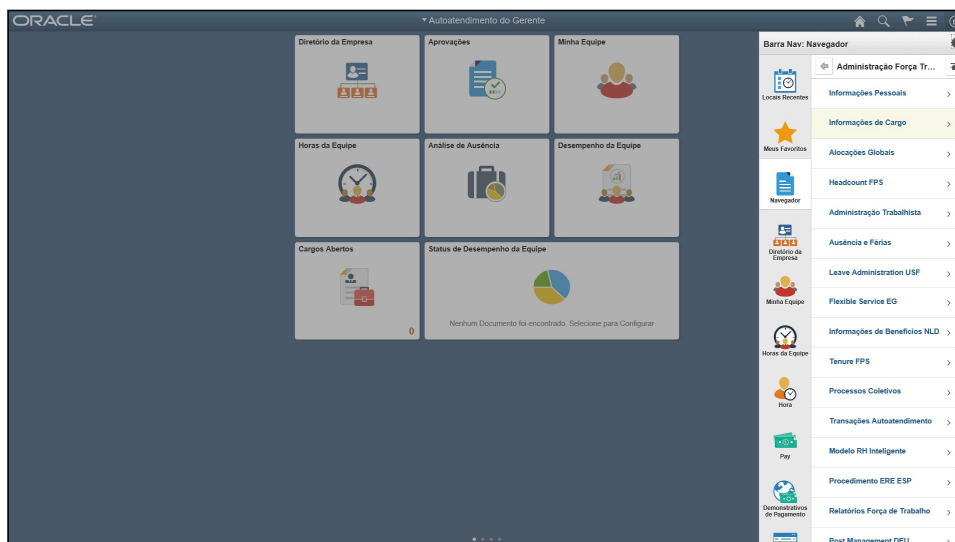 ORACLE
Autoatendimento do Gerente
Diretório da Empresa
Aprovações
Minha Equipe
Horas da Equipe
Análise de Ausência
Desempenho da Equipe
Cargos Abertos
0
Status de Desempenho da Equipe
Nenhum Documento foi encontrado. Selecione para Configurar
Barra Nav: Navegador
Locais Recentes
Meus Favoritos
Navegador
Diretório da
Empresa
Minha Equipe
Horas da Equipe
Hora
Pay
Demonstrativos
de Pagamento
Administração Força Tr...
Informações Pessoais
Informações de Cargo
Alocações Globais
Headcount FPS
Administração Trabalhista
Ausência e Férias
Leave Administration USF
Flexible Service EG
Informações de Benefícios NLD
Tenure FPS
Processos Coletivos
Transações Autoatendimento
Modelo RH Inteligente
Procedimento ERE ESP
Relatórios Força de Trabalho
Post Management DEU